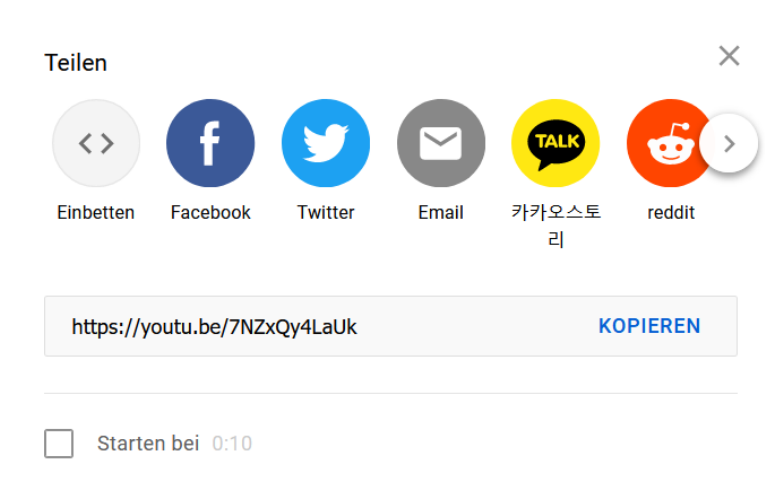 Teilen
Einbetten
Facebook
Twitter
Email
TALK
카카오스토
리
reddit
https://youtu.be/7NZxQy4LaUk
KOPIEREN
Starten bei 0:10